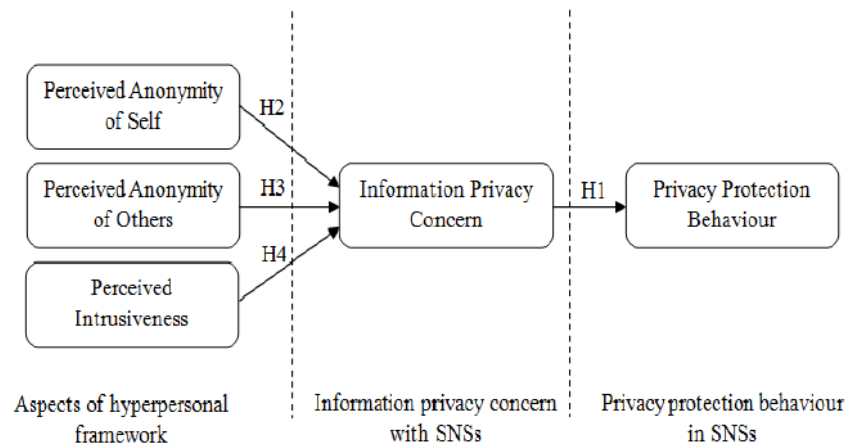 Perceived Anonymity
of Self
H2
Perceived Anonymity
of Others
H3
H4
Perceived
Intrusiveness
Information Privacy
Concern
H1
Privacy Protection
Behaviour
Aspects of hyperpersonal
framework
Information privacy concern
with SNSs
Privacy protection behaviour
in SNSs